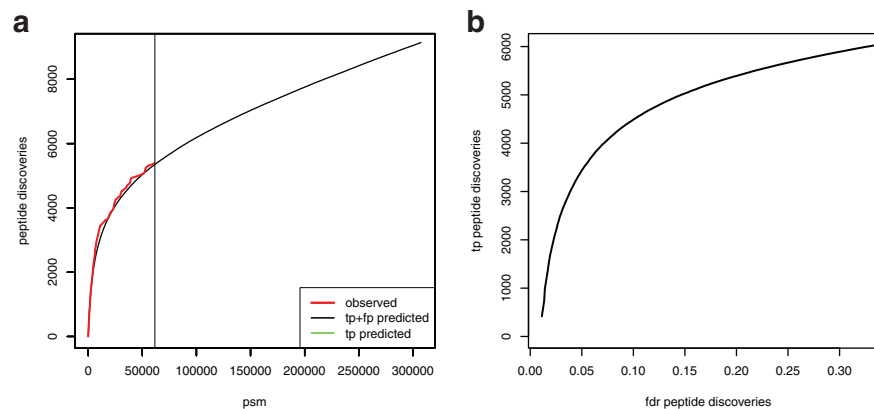 a
peptide discoveries
8000
6000
4000
2000
0
observed
tp+fp predicted
tp predicted
0 50000 100000 150000 200000 250000 300000
psm
b
tp peptide discoveries
6000
5000
4000
3000
2000
1000
0
0.00 0.05 0.10 0.15 0.20 0.25 0.30
fdr peptide discoveries